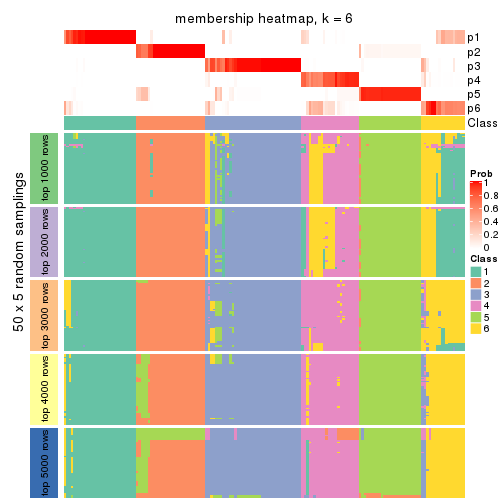 membership heatmap, k = 6
p1
p2
p3
p4
p5
p6
Class
50 x 5 random samplings
top 1000 rows
top 2000 rows
top 3000 rows
top 4000 rows
top 5000 rows
Prob
1
0.8
0.6
0.4
0.2
0
Class
1
2
3
4
5
6